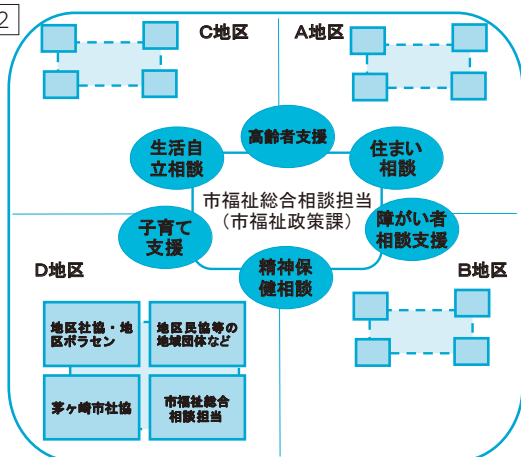 2
C地区
A地区
高齢者支援
生活自
立相談
住まい
相談
市福祉総合相談担当
（市福祉政策課）
子育て
支援
障がい者
相談支援
精神保
健相談
D地区
B地区
地区社協・地
区ボラセン
地区民協等の
地域団体など
茅ヶ崎市社協
市福祉総合
相談担当